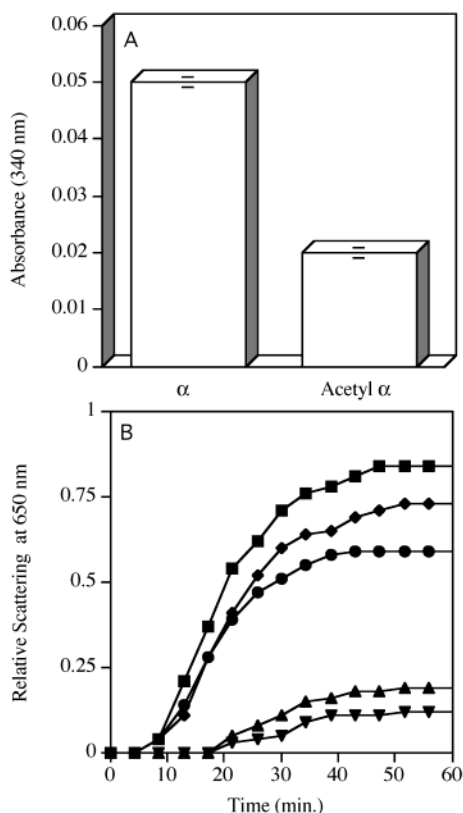 A
0.06
0.05
0.04
0.03
0.02
0.01
0
Absorbance (340 nm)
α
Acetyl α
B
1
0.75
0.5
0.25
0
Relative Scattering at 650 nm
0 10 20 30 40 50 60
Time (min.)